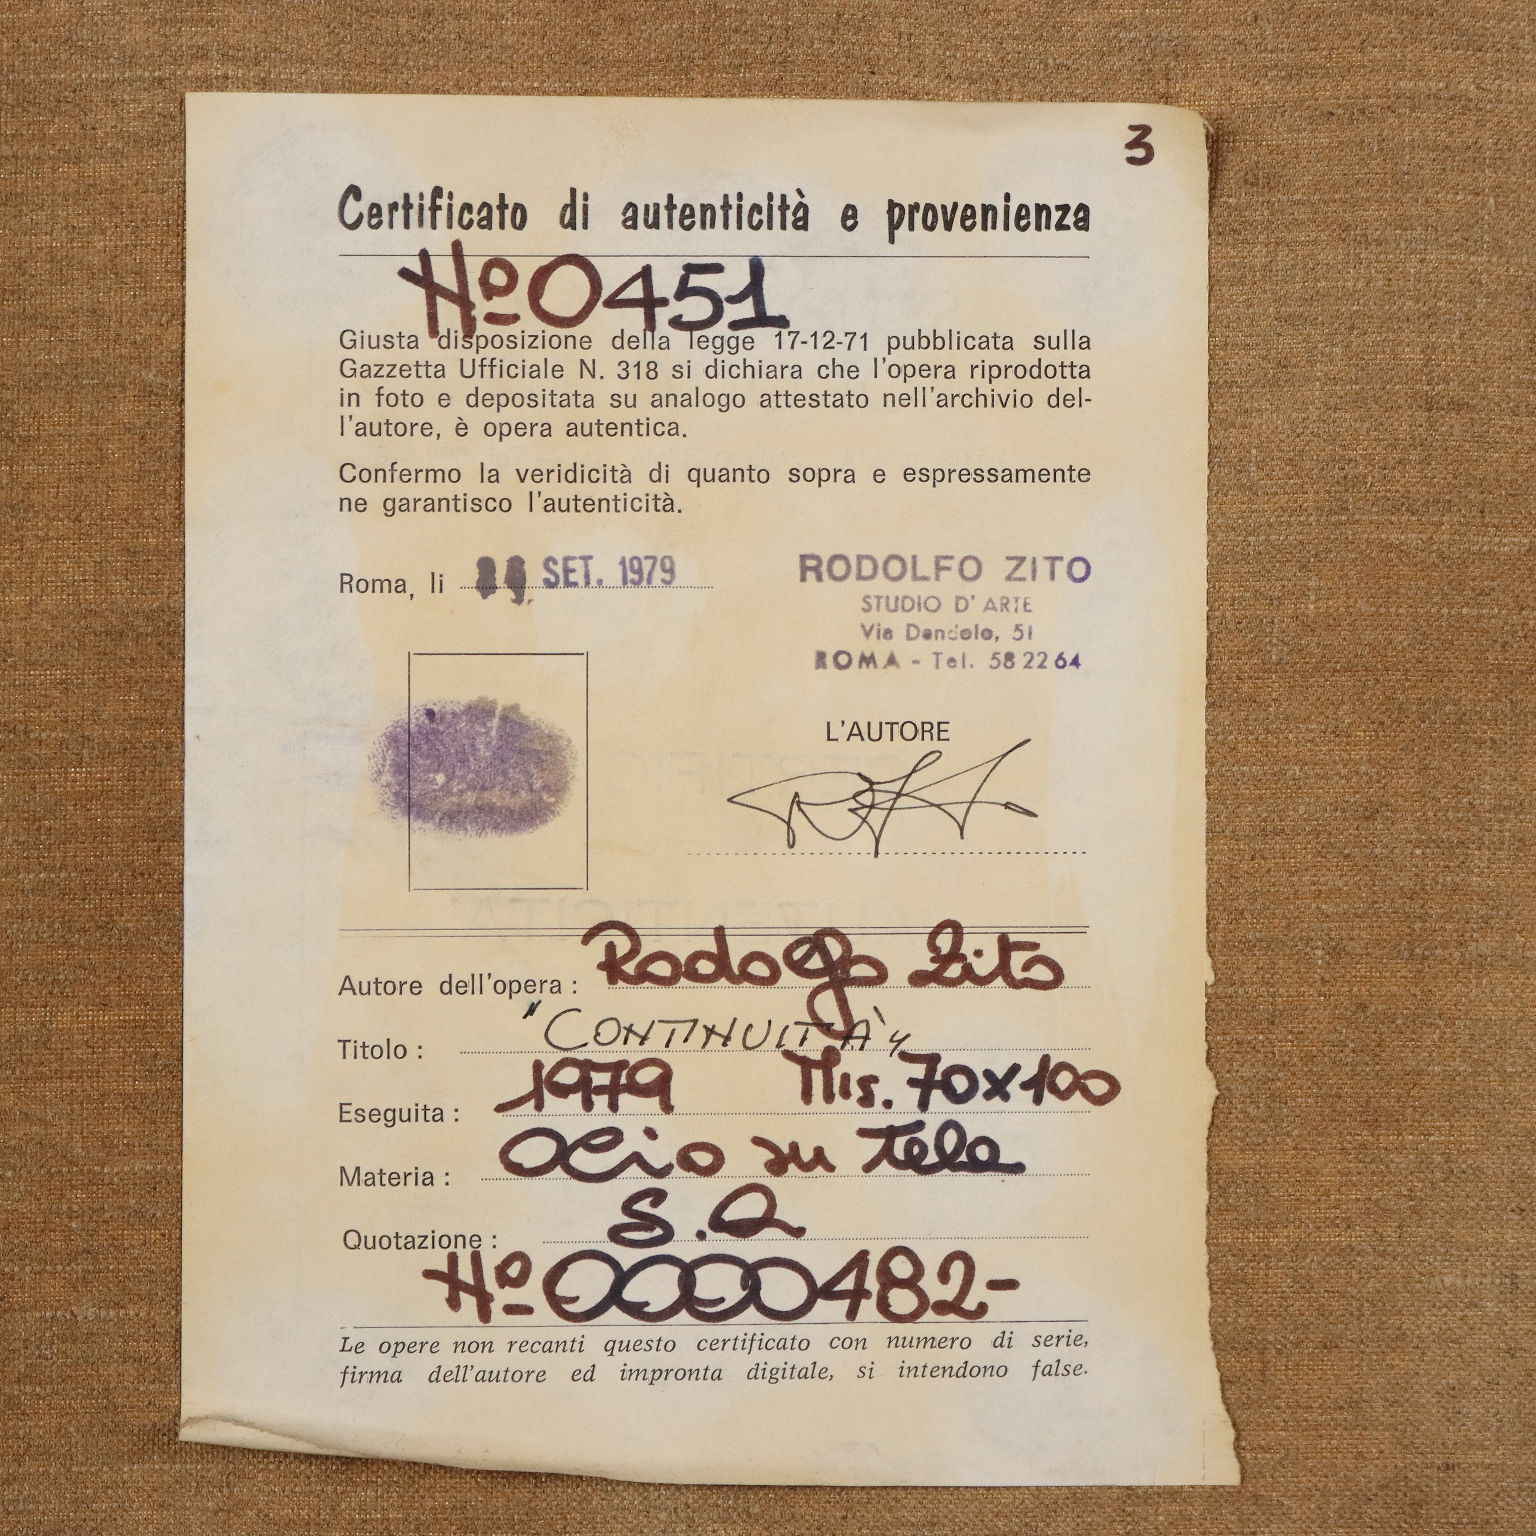 3
Certificato di autenticità e provenienza
Nº 0451
Giusta disposizione della legge 17-12-71 pubblicata sulla
Gazzetta Ufficiale N. 318 si dichiara che l'opera riprodotta
in foto e depositata su analogo attestato nell'archivio del-
l'autore, è opera autentica.
Confermo la veridicità di quanto sopra e espressamente
ne garantisco l'autenticità.
Roma, li SET. 1979
RODOLFO ZITO
STUDIO D'ARTE
Via Dandolo, 51
ROMA - Tel. 58 22 64
L'AUTORE
Autore dell'opera: Rodolfo Zito
Titolo: "CONTINUITÀ"
Eseguita: 1979 Mis. 70x100
Materia: Olio su tela
Quotazione: S.Q
Nº 0000482-
Le opere non recanti questo certificato con numero di serie,
firma dell'autore ed impronta digitale, si intendono false.